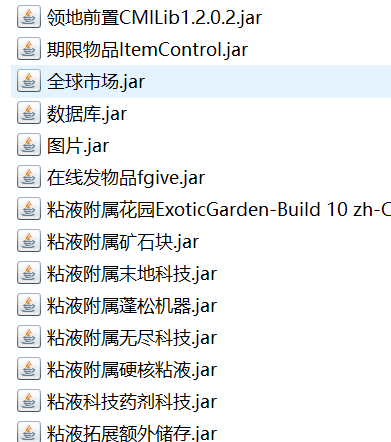 领地前置CMILib1.2.0.2.jar
期限物品ItemControl.jar
全球市场.jar
数据库.jar
图片.jar
在线发物品fgive.jar
粘液附属花园ExoticGarden-Build 10 zh-C
粘液附属矿石块.jar
粘液附属末地科技.jar
粘液附属蓬松机器.jar
粘液附属无尽科技.jar
粘液附属硬核粘液.jar
粘液科技药剂科技.jar
粘液拓展额外储存.jar